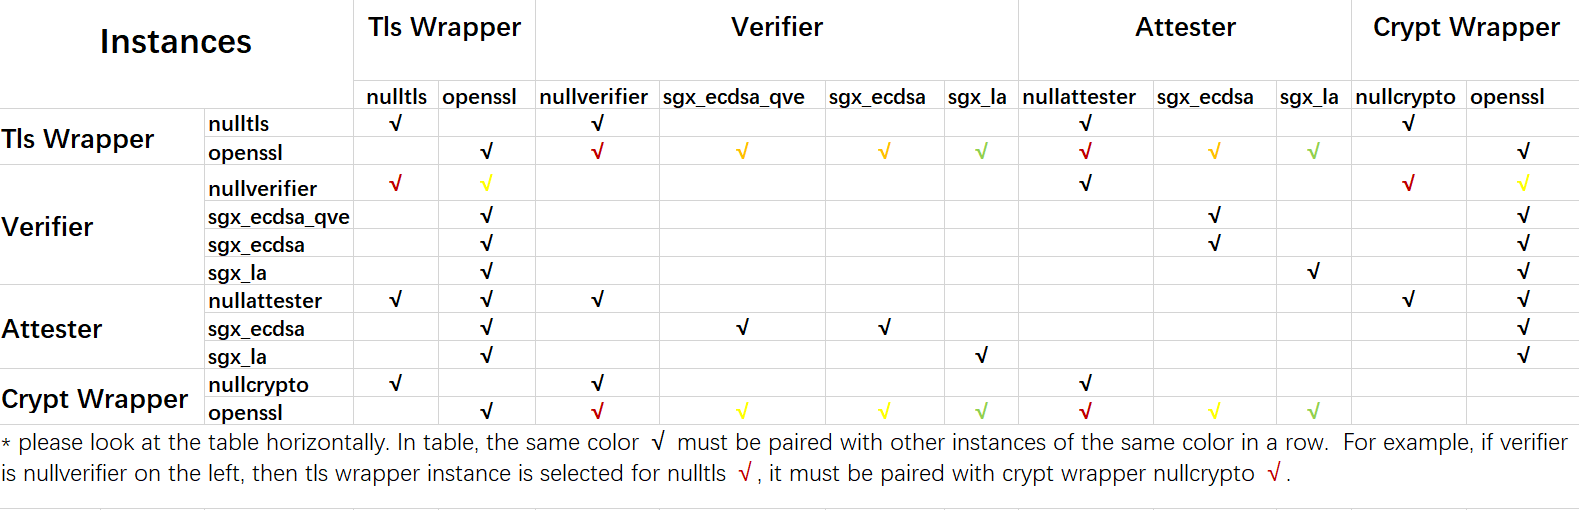 Instances Tls Wrapper Verifier Attester Crypt Wrapper
nulltls openssl nullverifier sgx_ecdsa_qve sgx_ecdsa sgx_la nullattester sgx_ecdsa sgx_la nullcrypto openssl
Tls Wrapper
nulltls √ √ √ √
openssl √ √ √ √ √ √ √ √ √
Verifier
nullverifier √ √ √ √ √
sgx_ecdsa_qve √ √ √
sgx_ecdsa √ √ √
sgx_la √ √ √
Attester
nullattester √ √ √ √ √
sgx_ecdsa √ √ √ √
sgx_la √ √ √
Crypt Wrapper
nullcrypto √ √ √
openssl √ √ √ √ √ √ √ √
* please look at the table horizontally. In table, the same color √ must be paired with other instances of the same color in a row. For example, if verifier
is nullverifier on the left, then tls wrapper instance is selected for nulltls √ , it must be paired with crypt wrapper nullcrypto √ .